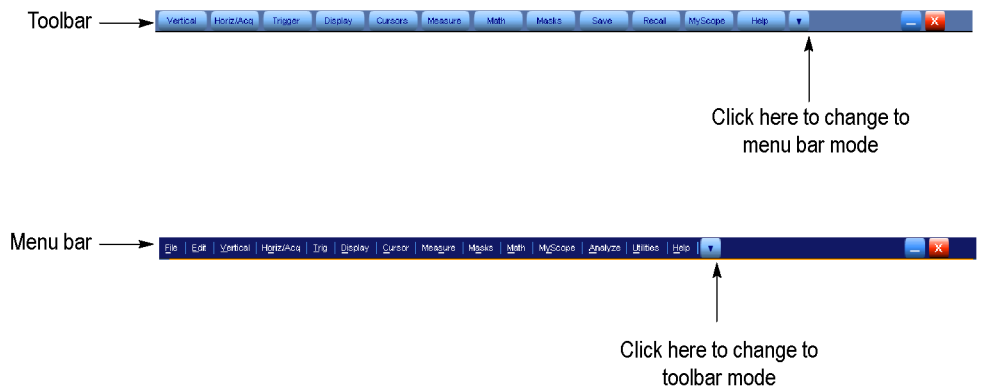 Toolbar
Vertical Horiz/Acq Trigger Display Cursors Measure Math Masks Save Recall MyScope Help ▼ _ X
Click here to change to
menu bar mode
Menu bar
File | Edit | Vertical | Horiz/Acq | Trig | Display | Cursor | Measure | Masks | Math | MyScope | Analyze | Utilities | Help | ▼ _ X
Click here to change to
toolbar mode